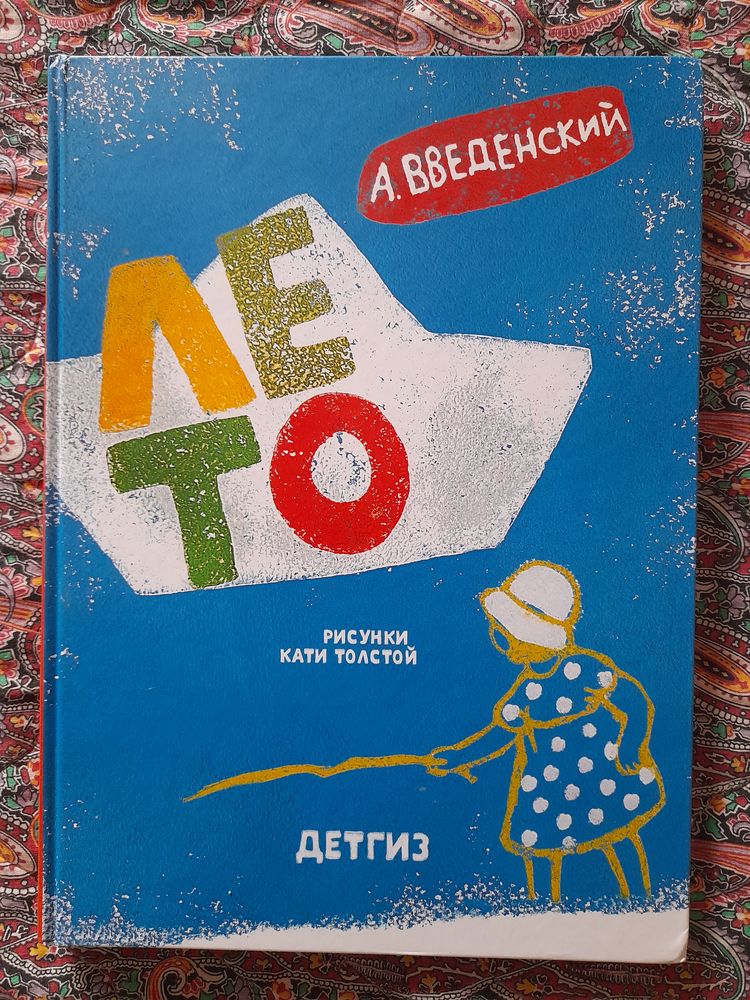 А. ВВЕДЕНСКИЙ
ЛЕ
ТО
РИСУНКИ
КАТИ ТОЛСТОЙ
ДЕТГИЗ